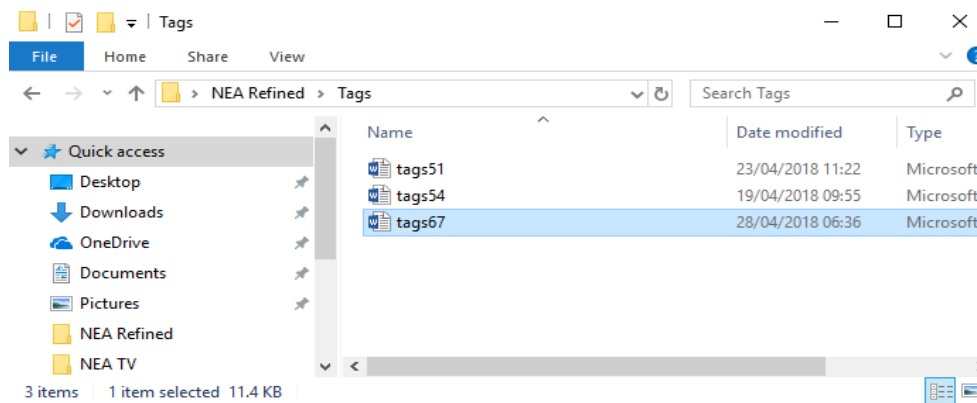 Tags
File Home Share View
NEA Refined Tags Search Tags
Name Date modified Type
Quick access
tags51 23/04/2018 11:22 Microsoft
Desktop
tags54 19/04/2018 09:55 Microsoft
Downloads
tags67 28/04/2018 06:36 Microsoft
OneDrive
Documents
Pictures
NEA Refined
NEA TV
3 items 1 item selected 11.4 KB